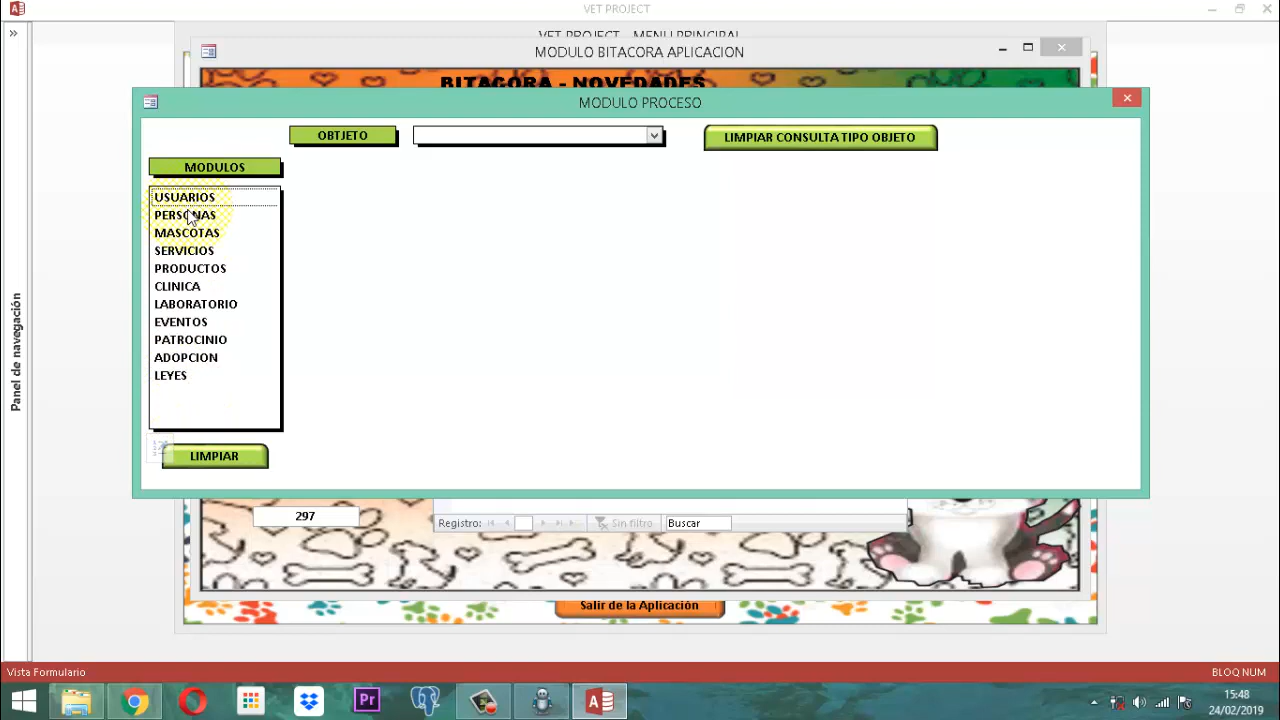 VET PROJECT
VET PROJECT - MENU PRINCIPAL
MODULO BITACORA APLICACION
BITACORA - NOVEDADES
MODULO PROCESO
OBTJETO
LIMPIAR CONSULTA TIPO OBJETO
MODULOS
USUARIOS
PERSONAS
MASCOTAS
SERVICIOS
PRODUCTOS
CLINICA
LABORATORIO
EVENTOS
PATROCINIO
ADOPCION
LEYES
LIMPIAR
Panel de navegación
297
Registro:
Sin filtro
Buscar
Salir de la Aplicación
Vista Formulario
BLOQ NUM
Pr
15:48
24/02/2019